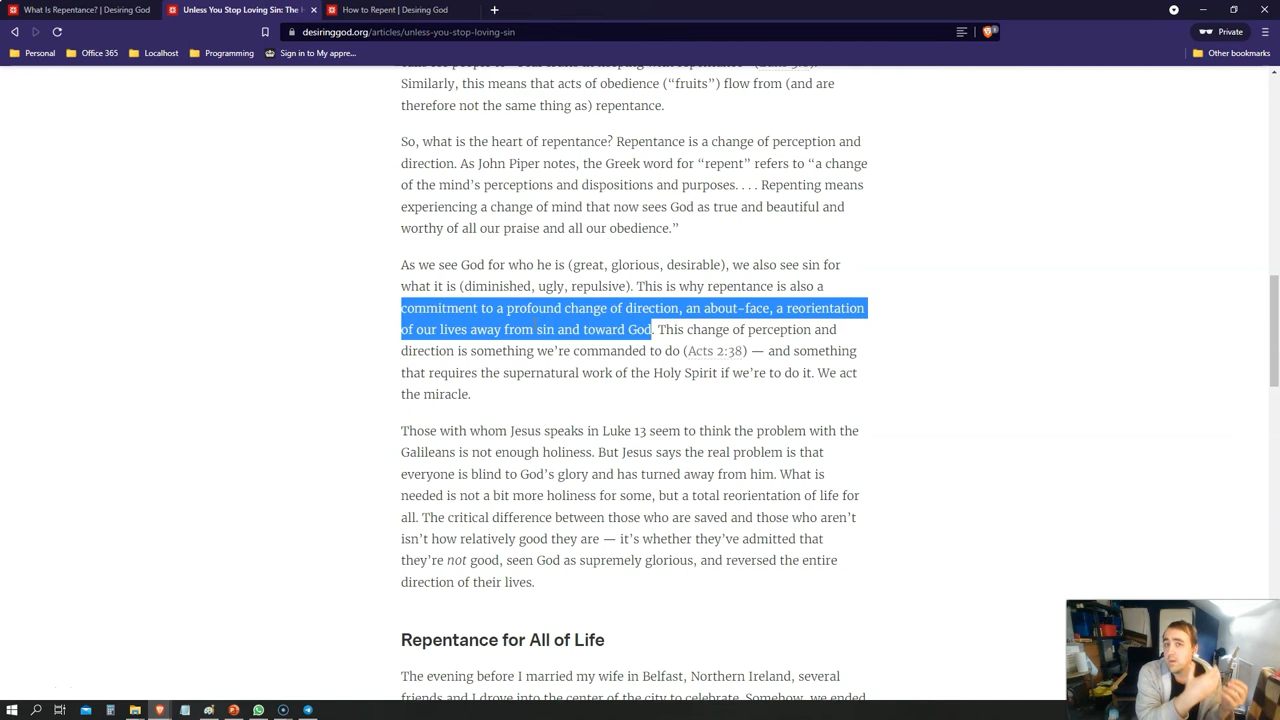 What Is Repentance? | Desiring God
Unless You Stop Loving Sin: The H
How to Repent | Desiring God
desiringgod.org/articles/unless-you-stop-loving-sin
Private
Personal
Office 365
Localhost
Programming
Sign in to My appre...
Other bookmarks
Similarly, this means that acts of obedience (“fruits”) flow from (and are
therefore not the same thing as) repentance.
So, what is the heart of repentance? Repentance is a change of perception and
direction. As John Piper notes, the Greek word for “repent” refers to “a change
of the mind’s perceptions and dispositions and purposes. . . . Repenting means
experiencing a change of mind that now sees God as true and beautiful and
worthy of all our praise and all our obedience.”
As we see God for who he is (great, glorious, desirable), we also see sin for
what it is (diminished, ugly, repulsive). This is why repentance is also a
commitment to a profound change of direction, an about-face, a reorientation
of our lives away from sin and toward God. This change of perception and
direction is something we’re commanded to do (Acts 2:38) — and something
that requires the supernatural work of the Holy Spirit if we’re to do it. We act
the miracle.
Those with whom Jesus speaks in Luke 13 seem to think the problem with the
Galileans is not enough holiness. But Jesus says the real problem is that
everyone is blind to God’s glory and has turned away from him. What is
needed is not a bit more holiness for some, but a total reorientation of life for
all. The critical difference between those who are saved and those who aren’t
isn’t how relatively good they are — it’s whether they’ve admitted that
they’re not good, seen God as supremely glorious, and reversed the entire
direction of their lives.
Repentance for All of Life
The evening before I married my wife in Belfast, Northern Ireland, several
friends and I drove into the center of the city to celebrate. Somehow, we ended